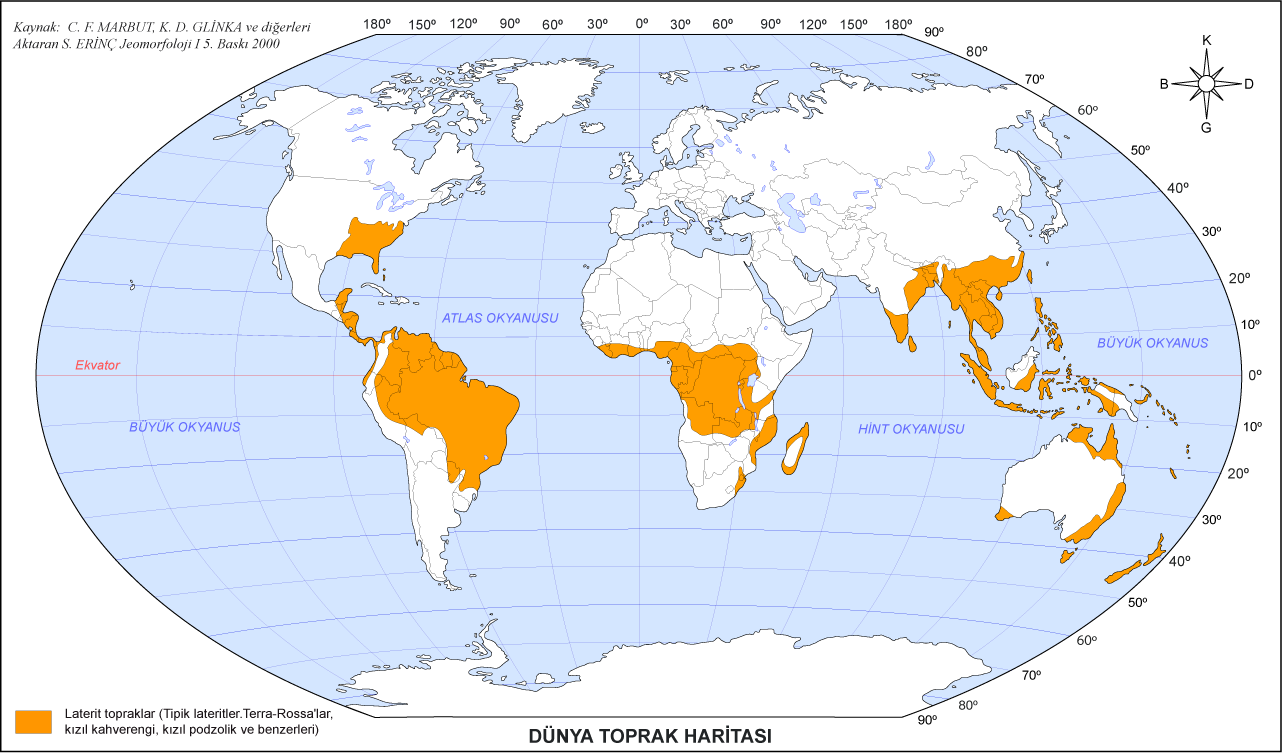 Kaynak: C. F. MARBUT, K. D. GLİNKA ve diğerleri
Aktaran S. ERİNÇ Jeomorfoloji I 5. Baskı 2000
180º 150º 120º 90º 60º 30º 0º 30º 60º 90º 120º 150º 180º
90º
80º
70º
60º
50º
40º
30º
20º
10º
0º
10º
20º
30º
40º
50º
60º
70º
80º
90º
K
B D
G
ATLAS OKYANUSU
BÜYÜK OKYANUS
Ekvator
BÜYÜK OKYANUS
HİNT OKYANUSU
Laterit topraklar (Tipik lateritler.Terra-Rossa'lar,
kızıl kahverengi, kızıl podzolik ve benzerleri)
DÜNYA TOPRAK HARİTASI